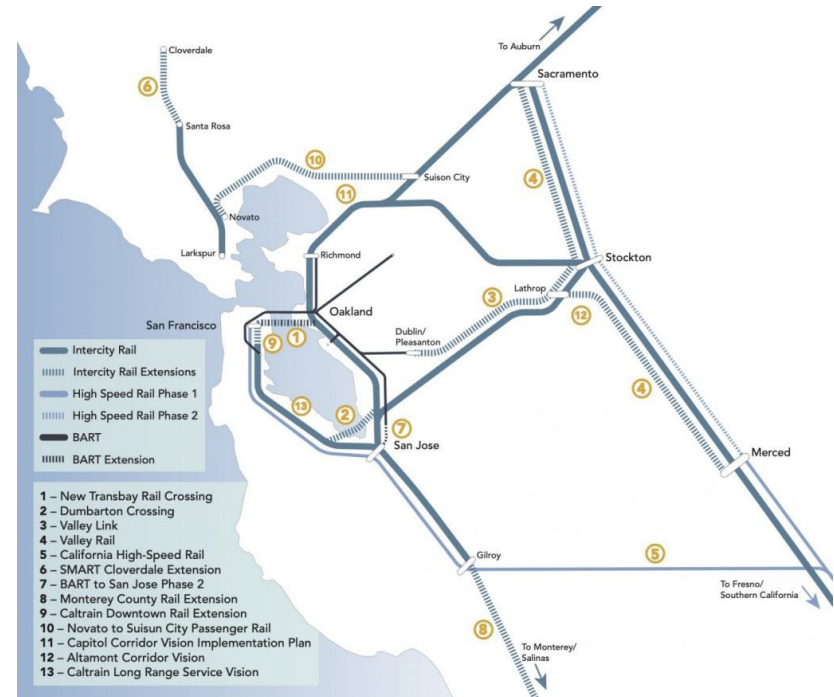 Cloverdale
6
Santa Rosa
To Auburn
Sacramento
10
Suison City
11
4
Novato
Larkspur
Richmond
Stockton
Lathrop
3
12
San Francisco
Oakland
1
Dublin/
Pleasanton
9
4
13
2
7
San Jose
Merced
Intercity Rail
Intercity Rail Extensions
High Speed Rail Phase 1
High Speed Rail Phase 2
BART
BART Extension
Gilroy
5
To Fresno/
Southern California
8
To Monterey/
Salinas
1 – New Transbay Rail Crossing
2 – Dumbarton Crossing
3 – Valley Link
4 – Valley Rail
5 – California High-Speed Rail
6 – SMART Cloverdale Extension
7 – BART to San Jose Phase 2
8 – Monterey County Rail Extension
9 – Caltrain Downtown Rail Extension
10 – Novato to Suisun City Passenger Rail
11 – Capitol Corridor Vision Implementation Plan
12 – Altamont Corridor Vision
13 – Caltrain Long Range Service Vision